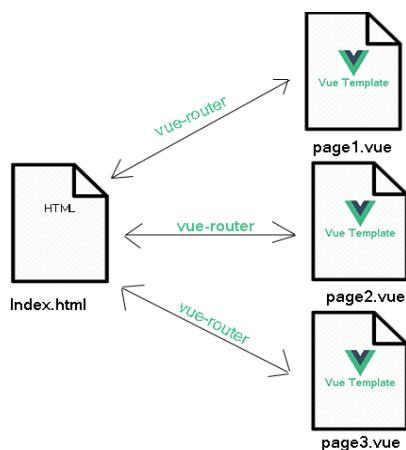 Vue Template
page1.vue
vue-router
HTML
Index.html
vue-router
Vue Template
page2.vue
vue-router
Vue Template
page3.vue